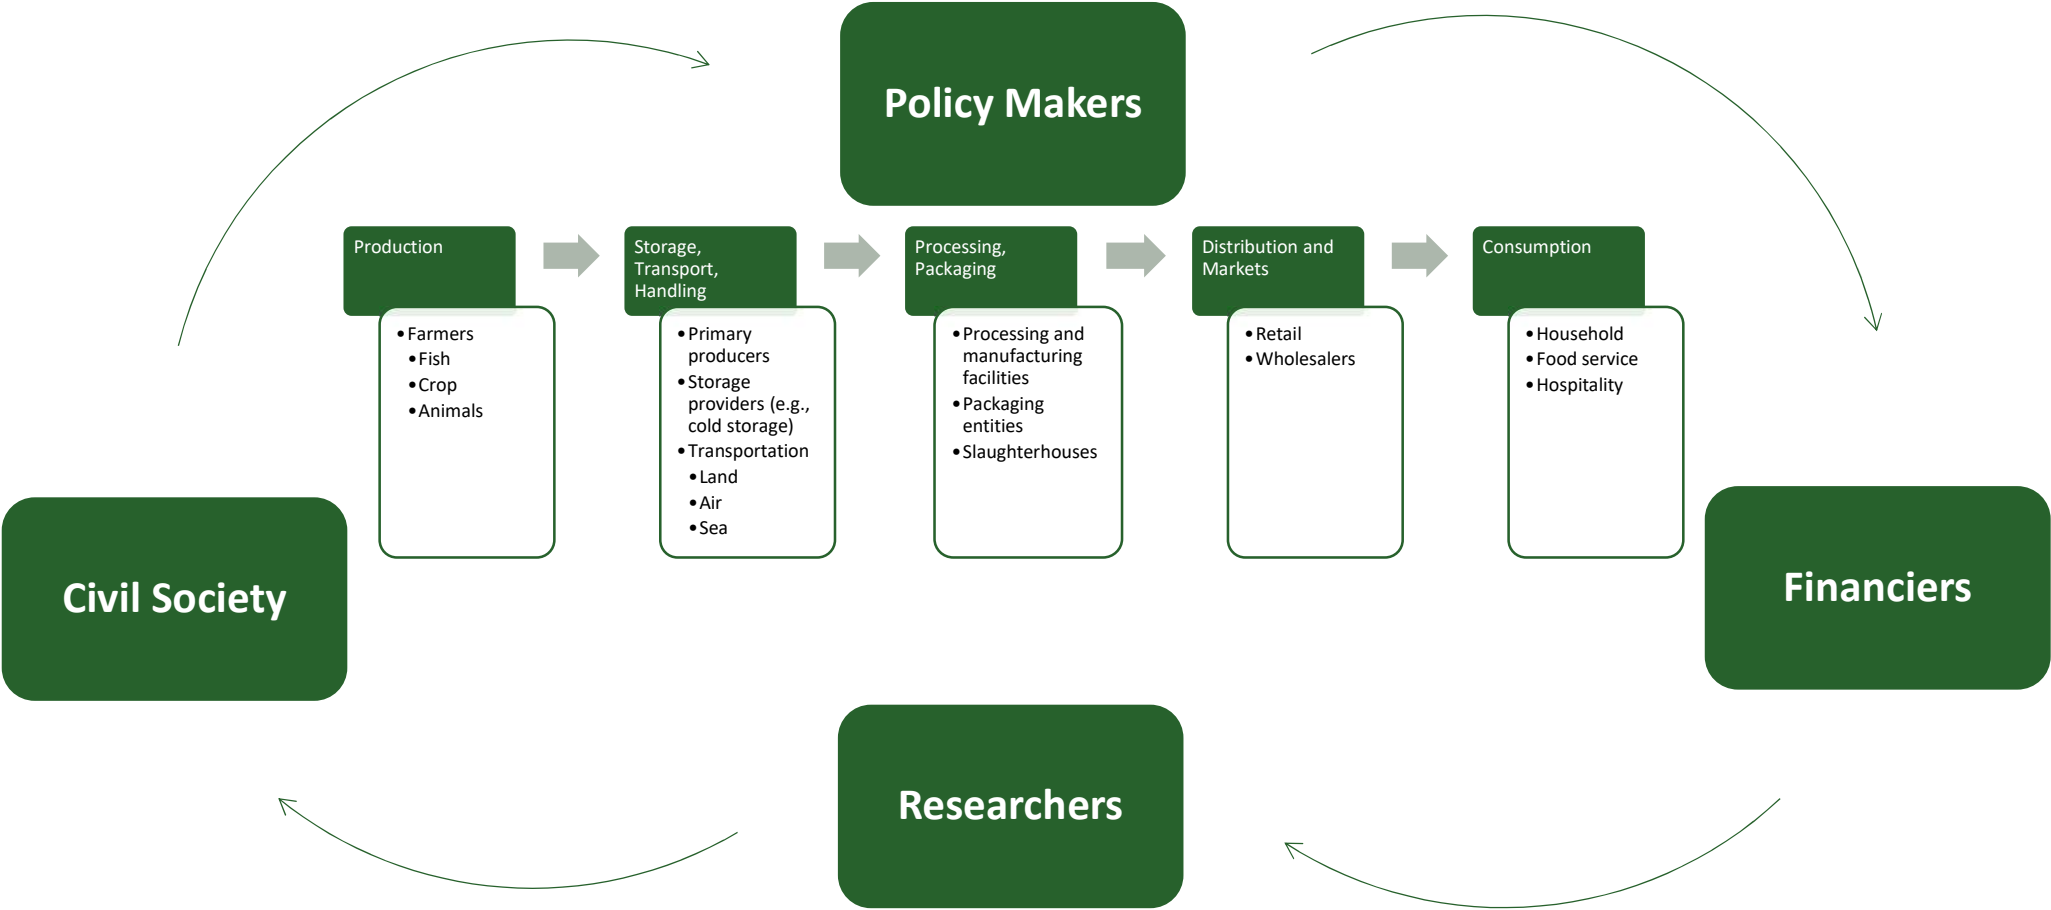 Policy Makers
Production
• Farmers
• Fish
• Crop
• Animals
Storage,
Transport,
Handling
• Primary
producers
• Storage
providers (e.g.,
cold storage)
• Transportation
• Land
• Air
• Sea
Processing,
Packaging
• Processing and
manufacturing
facilities
• Packaging
entities
• Slaughterhouses
Distribution and
Markets
• Retail
• Wholesalers
Consumption
• Household
• Food service
• Hospitality
Civil Society
Financiers
Researchers